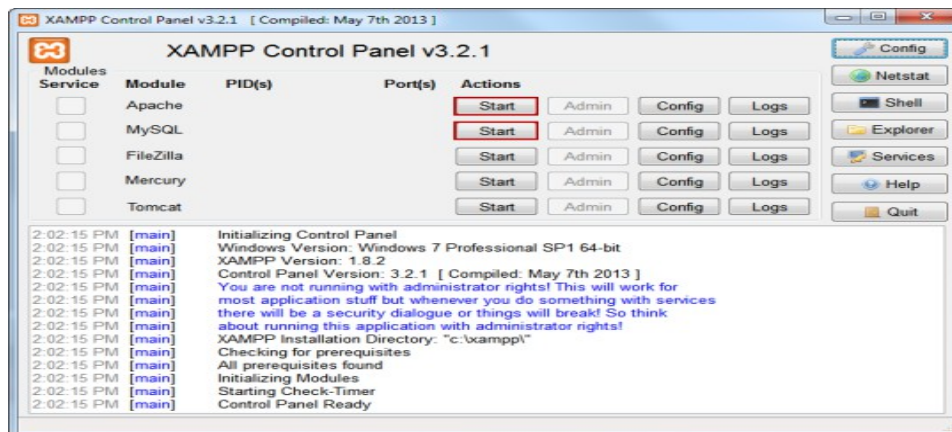 XAMPP Control Panel v3.2.1 [ Compiled: May 7th 2013 ]
XAMPP Control Panel v3.2.1
Config
Modules
Service Module PID(s) Port(s) Actions
Netstat
Apache Start Admin Config Logs
Shell
MySQL Start Admin Config Logs
Explorer
FileZilla Start Admin Config Logs
Services
Mercury Start Admin Config Logs
Help
Tomcat Start Admin Config Logs
Quit
2:02:15 PM [main] Initializing Control Panel
2:02:15 PM [main] Windows Version: Windows 7 Professional SP1 64-bit
2:02:15 PM [main] XAMPP Version: 1.8.2
2:02:15 PM [main] Control Panel Version: 3.2.1 [ Compiled: May 7th 2013 ]
2:02:15 PM [main] You are not running with administrator rights! This will work for
2:02:15 PM [main] most application stuff but whenever you do something with services
2:02:15 PM [main] there will be a security dialogue or things will break! So think
2:02:15 PM [main] about running this application with administrator rights!
2:02:15 PM [main] XAMPP Installation Directory: "c:\xampp\"
2:02:15 PM [main] Checking for prerequisites
2:02:15 PM [main] All prerequisites found
2:02:15 PM [main] Initializing Modules
2:02:15 PM [main] Starting Check-Timer
2:02:15 PM [main] Control Panel Ready